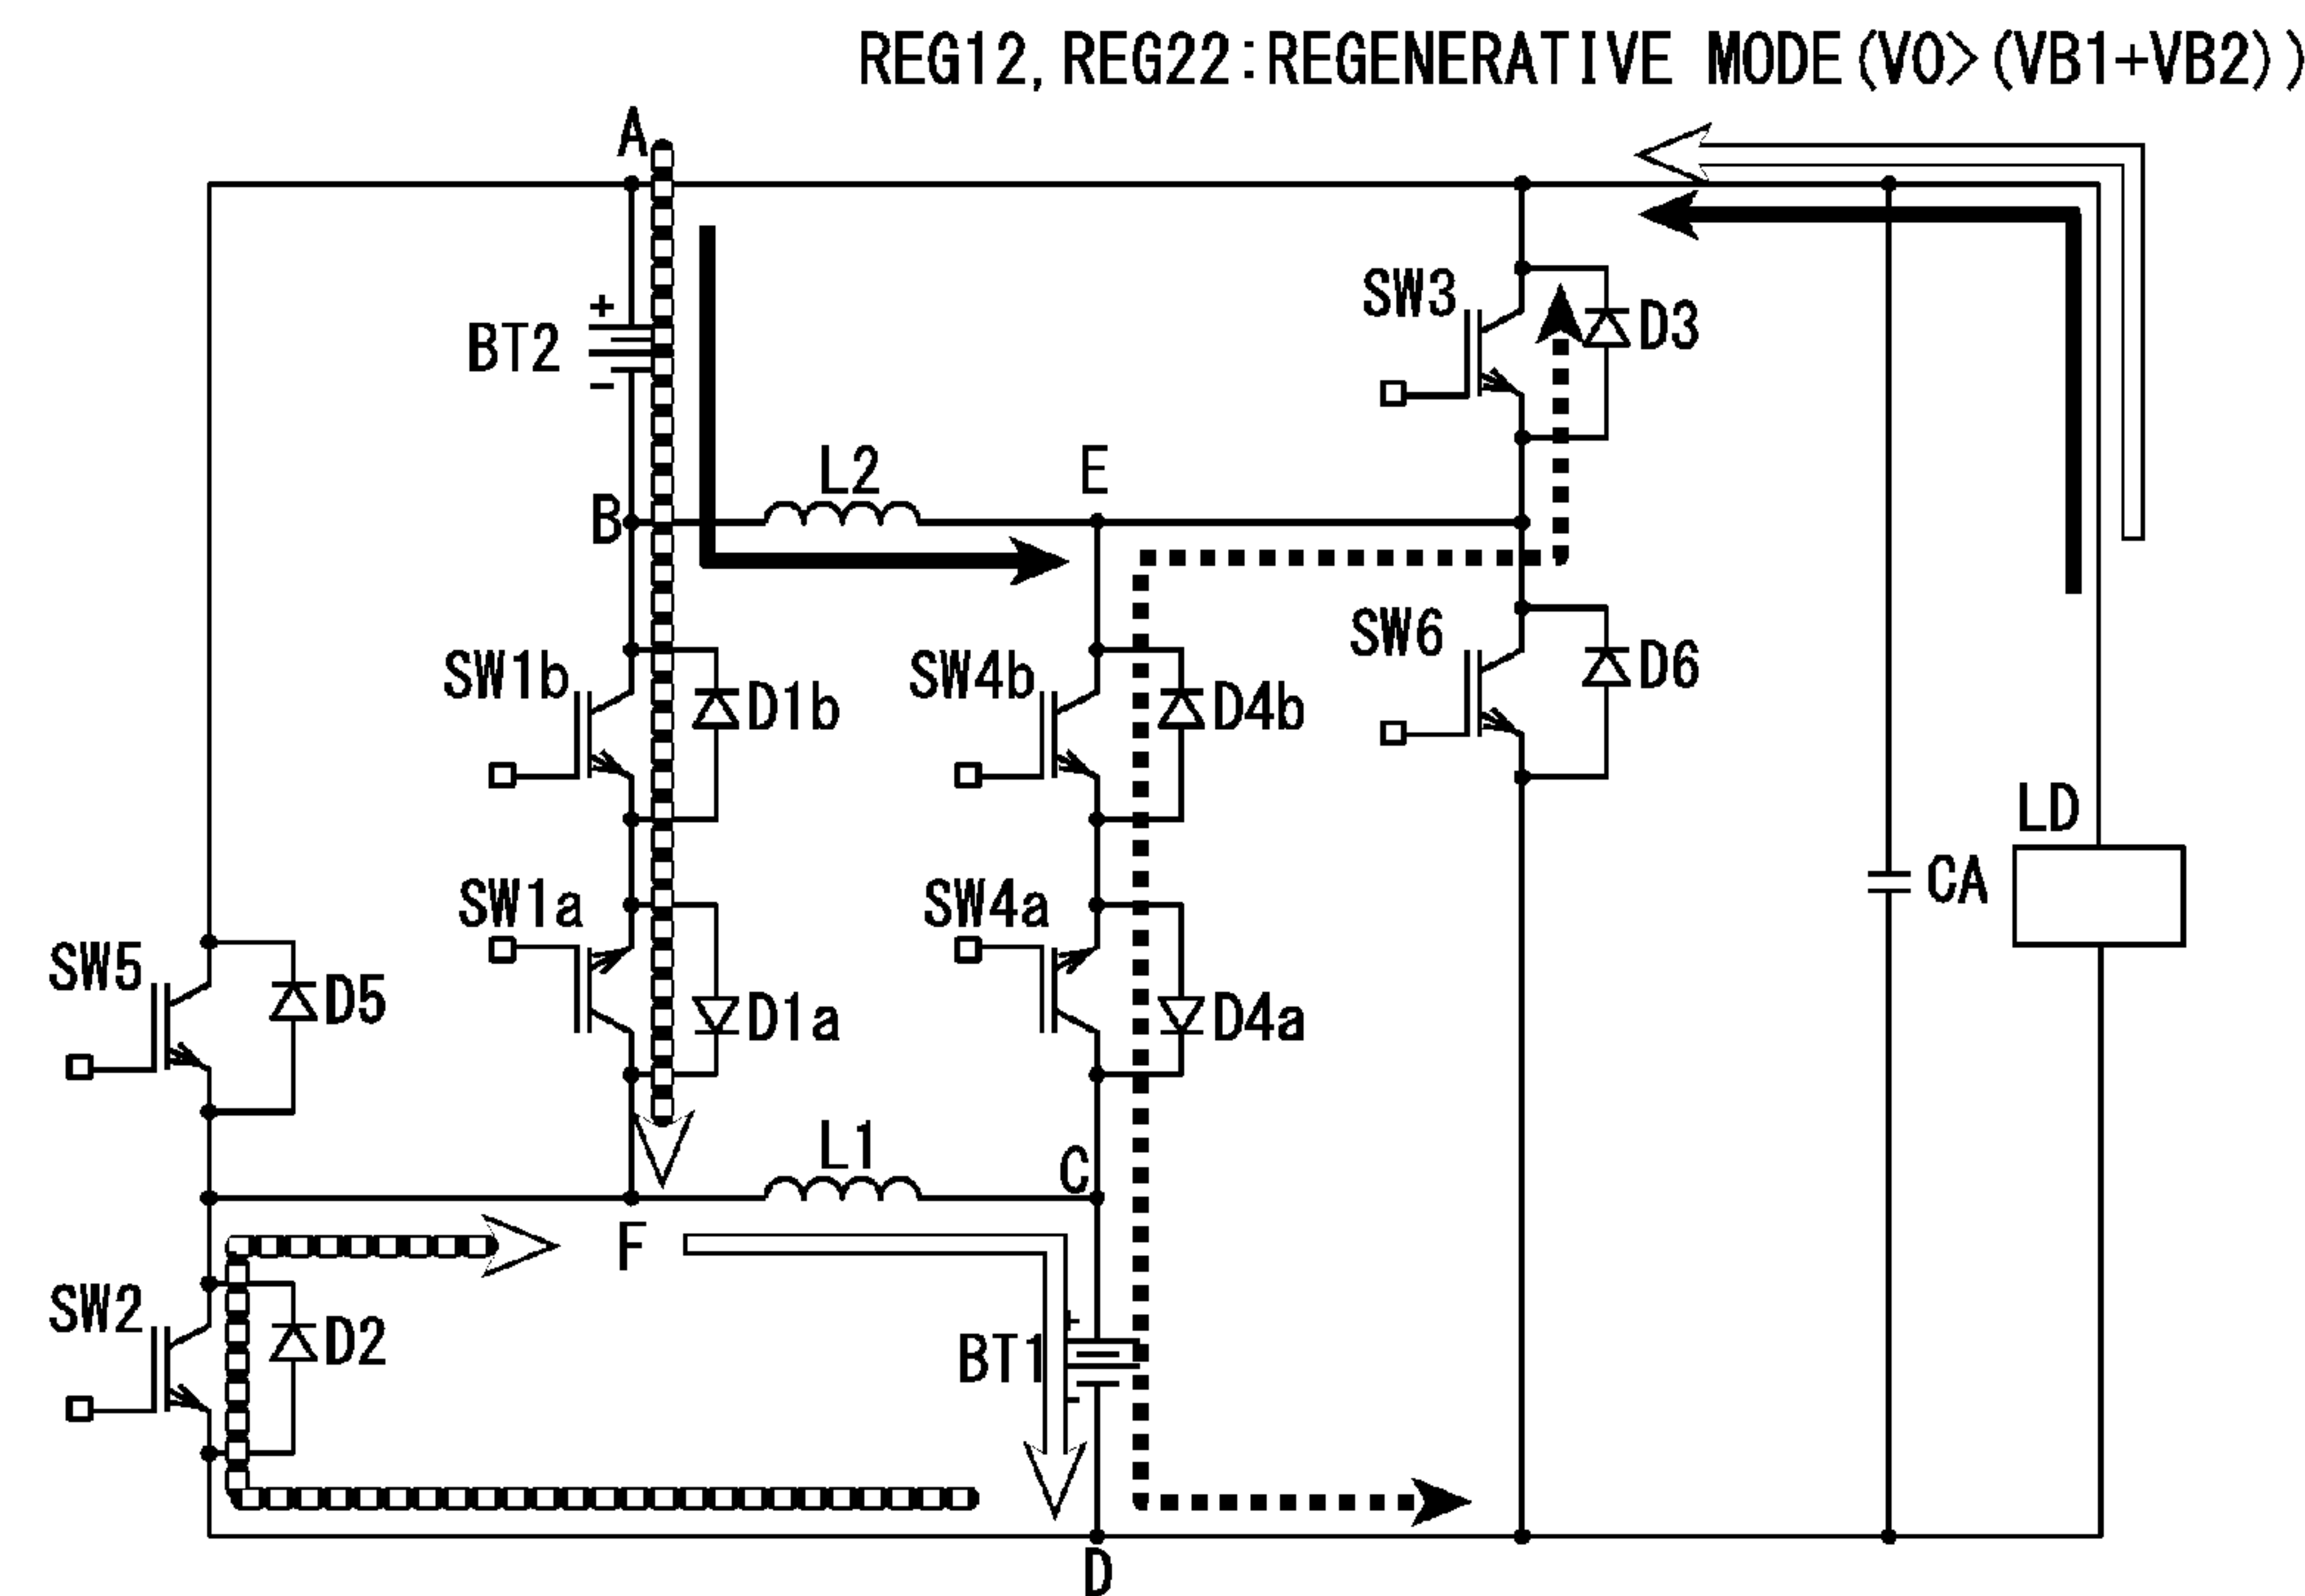 REG12, REG22:REGENERATIVE MODE(VO>(VB1+VB2))
A
SW3
D3
+
BT2
-
L2
E
B
SW1b
D1b
SW4b
D4b
SW6
D6
LD
SW1a
D1a
SW4a
D4a
CA
SW5
D5
L1
C
F
SW2
D2
+
BT1
-
D